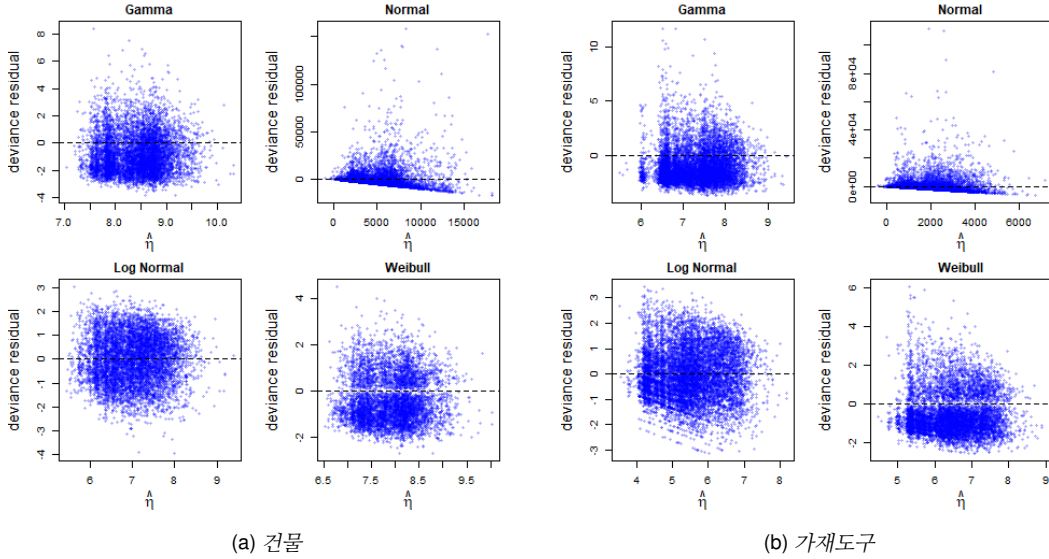 Gamma
deviance residual
8
6
4
2
0
-2
-4
7.0 8.0 9.0 10.0
η̂
Normal
deviance residual
100000
50000
0
0 5000 10000 15000
η̂
Log Normal
deviance residual
3
2
1
0
-1
-2
-3
-4
6 7 8 9
η̂
Weibull
deviance residual
4
2
0
-2
6.5 7.5 8.5 9.5
η̂
(a) 건물
Gamma
deviance residual
10
5
0
6 7 8 9
η̂
Normal
deviance residual
8e+04
4e+04
0e+00
0 2000 4000 6000
η̂
Log Normal
deviance residual
3
2
1
0
-1
-2
-3
4 5 6 7 8
η̂
Weibull
deviance residual
6
4
2
0
-2
5 6 7 8 9
η̂
(b) 가재도구